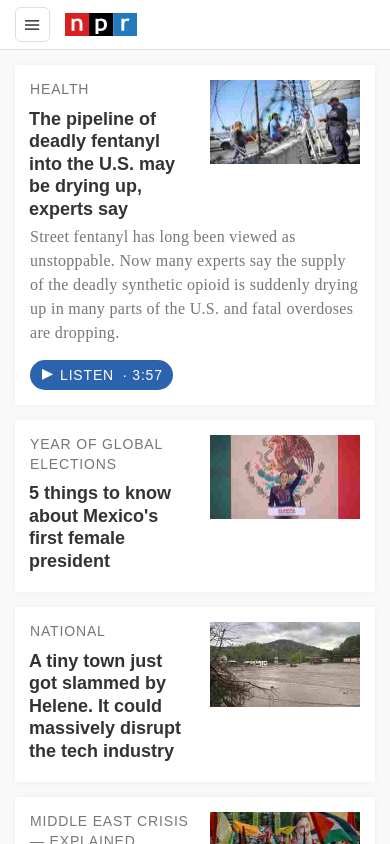 npr
HEALTH
The pipeline of
deadly fentanyl
into the U.S. may
be drying up,
experts say
Street fentanyl has long been viewed as
unstoppable. Now many experts say the supply
of the deadly synthetic opioid is suddenly drying
up in many parts of the U.S. and fatal overdoses
are dropping.
LISTEN · 3:57
YEAR OF GLOBAL
ELECTIONS
5 things to know
about Mexico's
first female
president
NATIONAL
A tiny town just
got slammed by
Helene. It could
massively disrupt
the tech industry
MIDDLE EAST CRISIS
— EXPLAINED